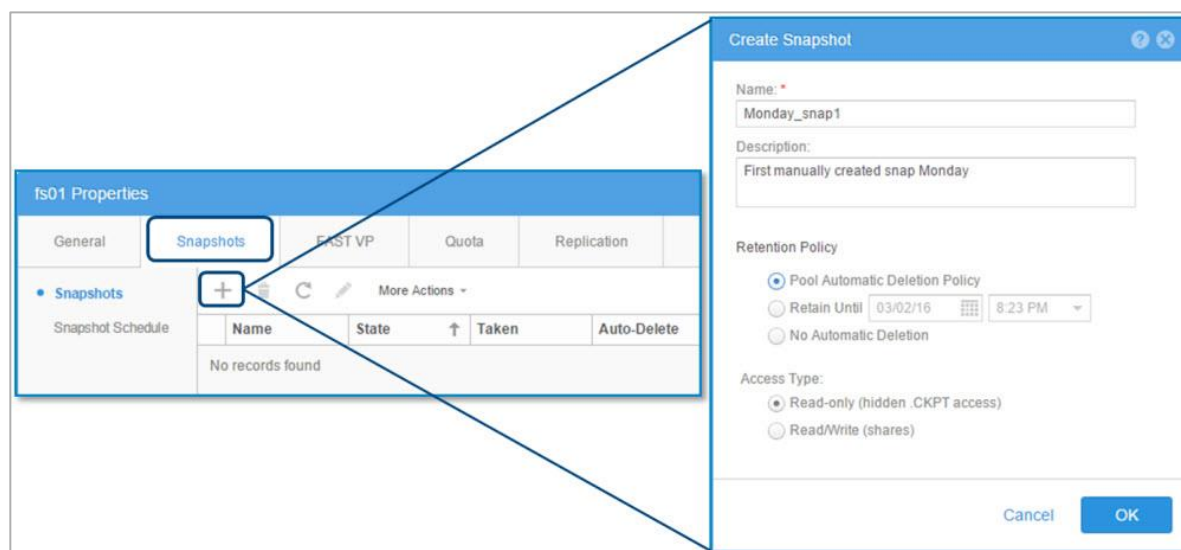 Create Snapshot
Name: *
Monday_snap1
Description:
First manually created snap Monday
Retention Policy
Pool Automatic Deletion Policy
Retain Until 03/02/16 8:23 PM
No Automatic Deletion
Access Type:
Read-only (hidden .CKPT access)
Read/Write (shares)
Cancel OK
fs01 Properties
General Snapshots FAST VP Quota Replication
Snapshots
Snapshot Schedule
More Actions
Name State Taken Auto-Delete
No records found